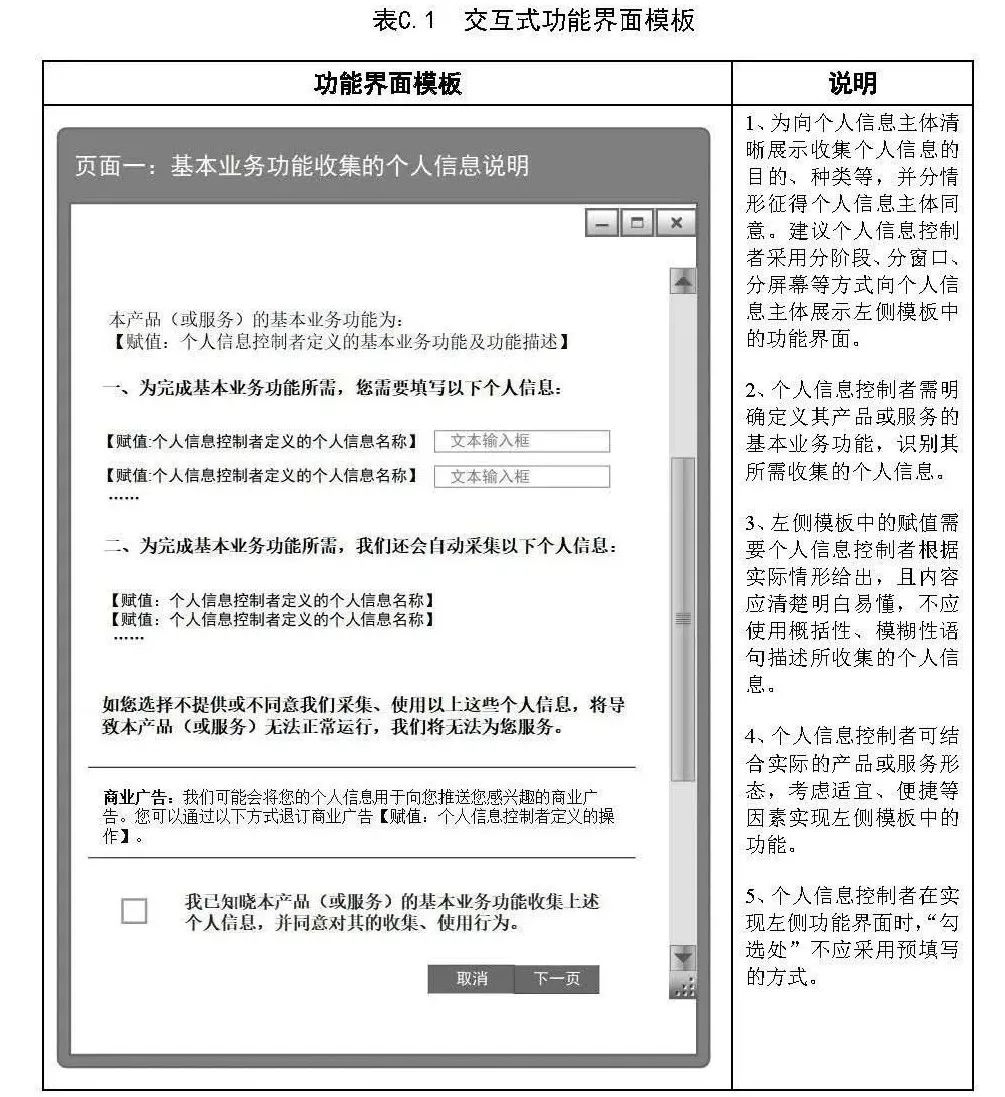 表C.1 交互式功能界面模板
功能界面模板
说明
页面一：基本业务功能收集的个人信息说明
本产品（或服务）的基本业务功能为：
【赋值：个人信息控制者定义的基本业务功能及功能描述】
一、为完成基本业务功能所需，您需要填写以下个人信息：
【赋值:个人信息控制者定义的个人信息名称】 文本输入框
【赋值:个人信息控制者定义的个人信息名称】 文本输入框
……
二、为完成基本业务功能所需，我们还会自动采集以下个人信息：
【赋值：个人信息控制者定义的个人信息名称】
【赋值：个人信息控制者定义的个人信息名称】
……
如您选择不提供或不同意我们采集、使用以上这些个人信息，将导
致本产品（或服务）无法正常运行，我们将无法为您服务。
商业广告：我们可能会将您的个人信息用于向您推送您感兴趣的商业广
告。您可以通过以下方式退订商业广告【赋值：个人信息控制者定义的操
作】。
我已知晓本产品（或服务）的基本业务功能收集上述
个人信息，并同意对其的收集、使用行为。
取消 下一页
1、为向个人信息主体清
晰展示收集个人信息的
目的、种类等，并分情
形征得个人信息主体同
意。建议个人信息控制
者采用分阶段、分窗口、
分屏幕等方式向个人信
息主体展示左侧模板中
的功能界面。
2、个人信息控制者需明
确定义其产品或服务的
基本业务功能，识别其
所需收集的个人信息。
3、左侧模板中的赋值需
要个人信息控制者根据
实际情形给出，且内容
应清楚明白易懂，不应
使用概括性、模糊性语
句描述所收集的个人信
息。
4、个人信息控制者可结
合实际的产品或服务形
态，考虑适宜、便捷等
因素实现左侧模板中的
功能。
5、个人信息控制者在实
现左侧功能界面时，“勾
选处”不应采用预填写
的方式。